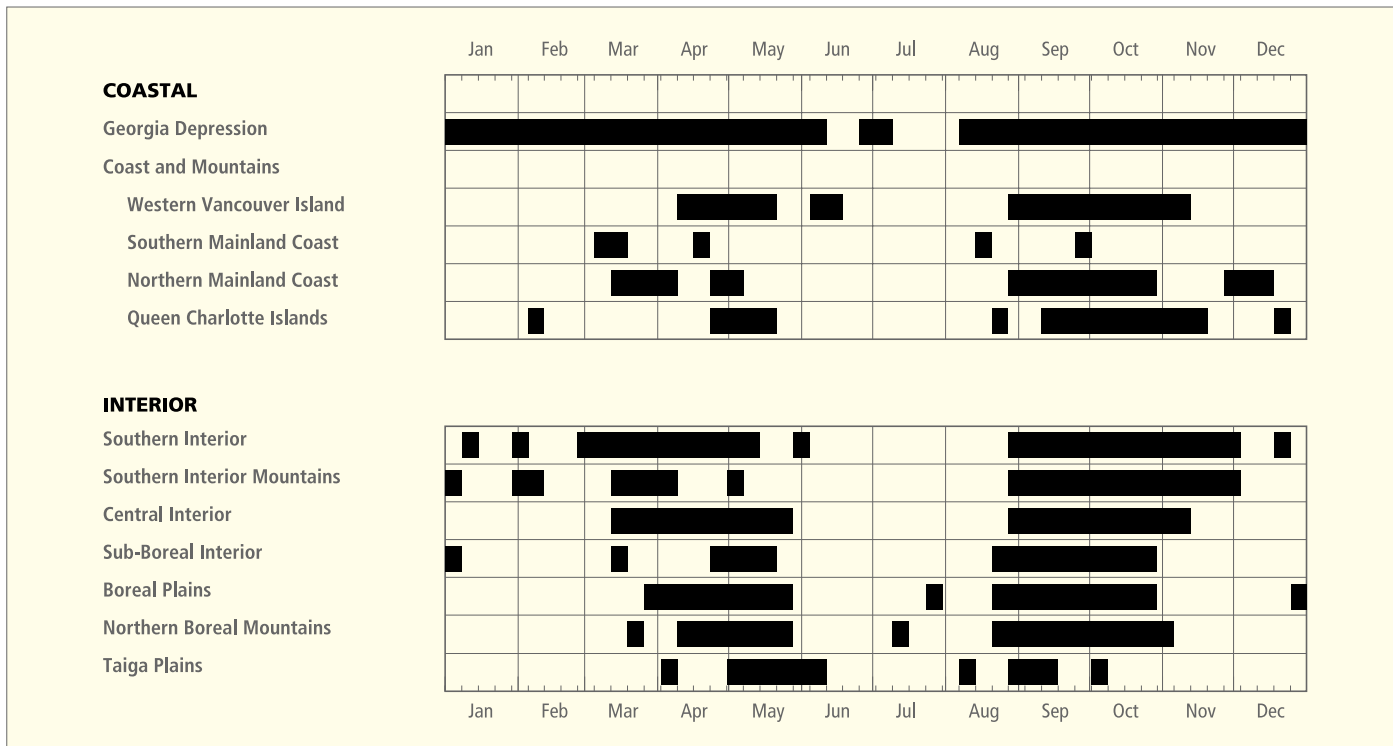 Jan Feb Mar Apr May Jun Jul Aug Sep Oct Nov Dec
COASTAL
Georgia Depression
Coast and Mountains
Western Vancouver Island
Southern Mainland Coast
Northern Mainland Coast
Queen Charlotte Islands
INTERIOR
Southern Interior
Southern Interior Mountains
Central Interior
Sub-Boreal Interior
Boreal Plains
Northern Boreal Mountains
Taiga Plains
Jan Feb Mar Apr May Jun Jul Aug Sep Oct Nov Dec